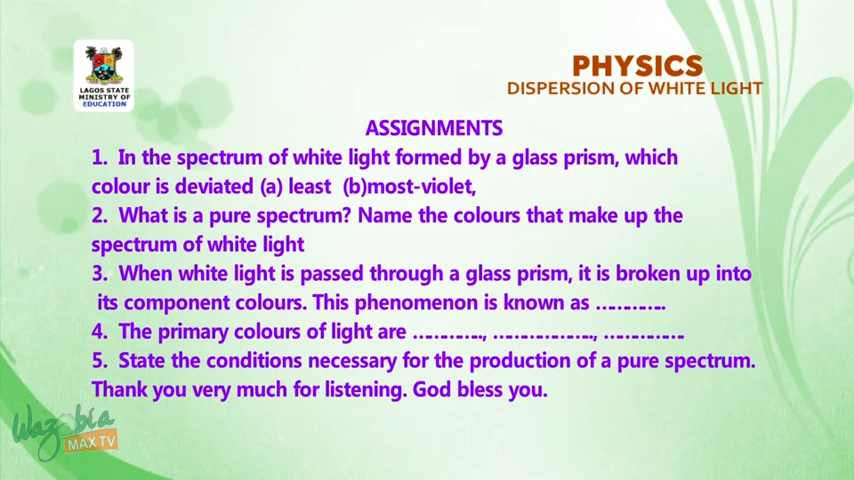 LAGOS STATE
MINISTRY OF
EDUCATION
PHYSICS
DISPERSION OF WHITE LIGHT
ASSIGNMENTS
1. In the spectrum of white light formed by a glass prism, which
colour is deviated (a) least (b)most-violet,
2. What is a pure spectrum? Name the colours that make up the
spectrum of white light
3. When white light is passed through a glass prism, it is broken up into
its component colours. This phenomenon is known as .............
4. The primary colours of light are ............., .................., ...............
5. State the conditions necessary for the production of a pure spectrum.
Thank you very much for listening. God bless you.
Wazobia
MAX TV